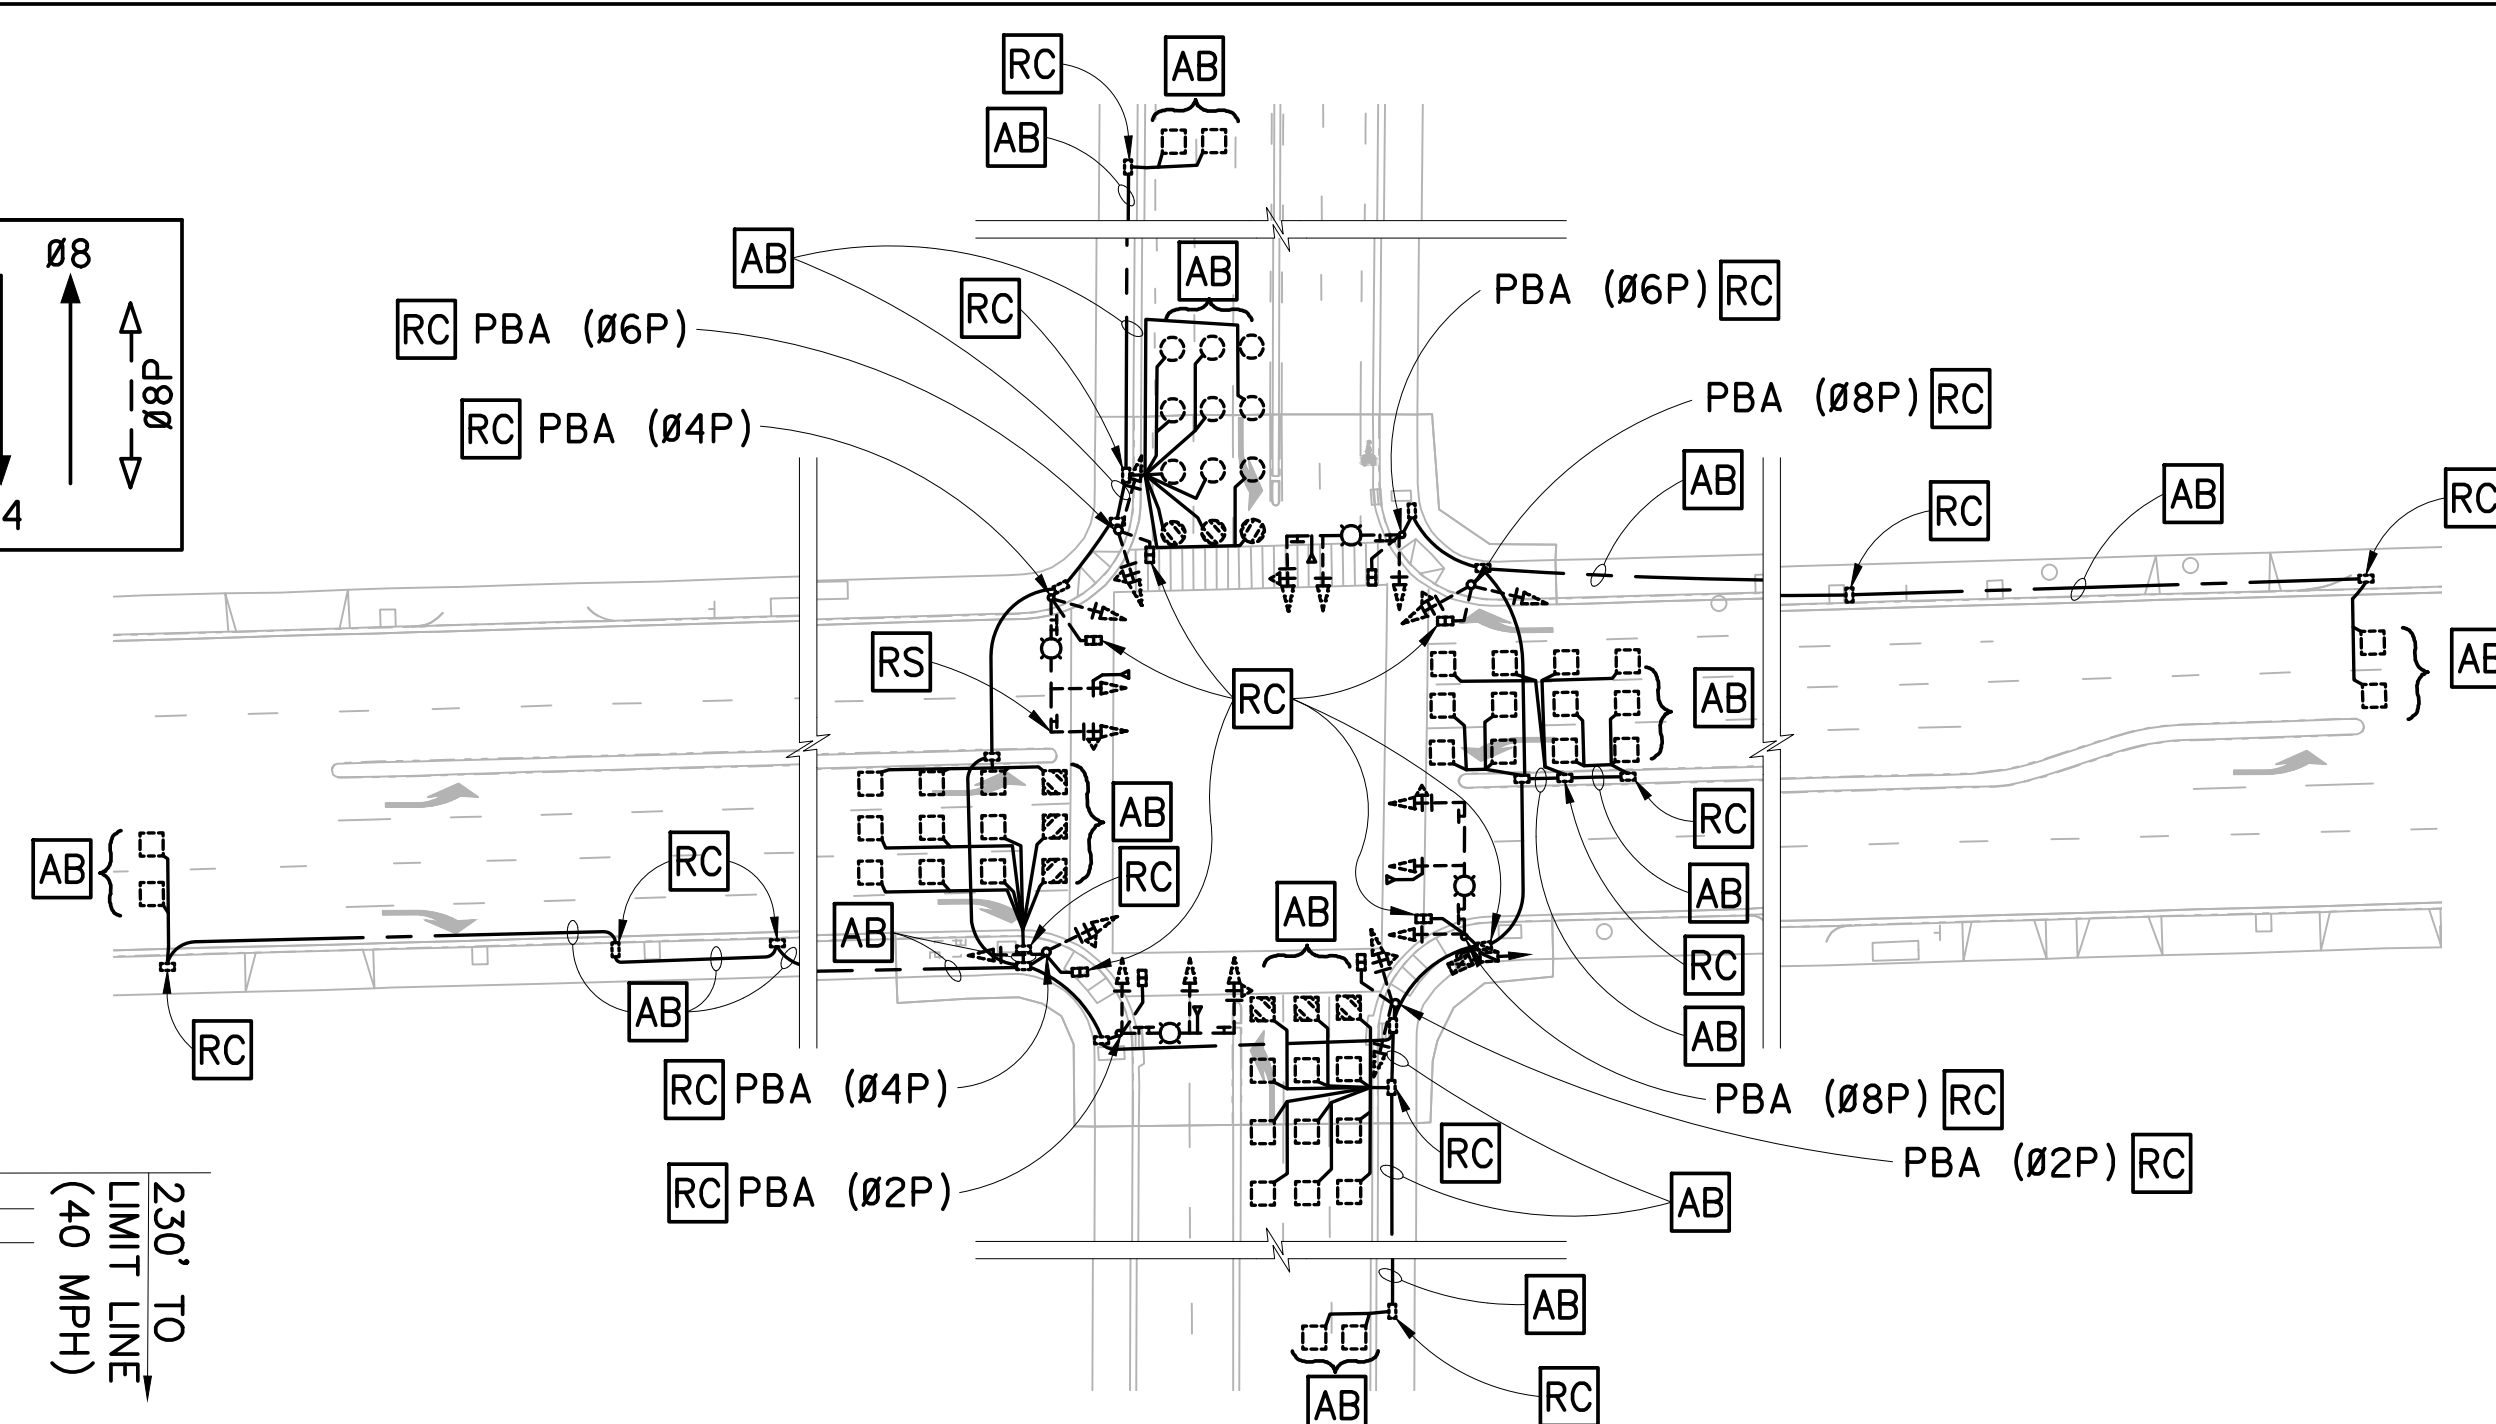 RC
AB
AB
Ø8
Ø8P
4
AB
AB
RC
RC PBA (Ø6P)
PBA (Ø6P) RC
RC PBA (Ø4P)
PBA (Ø8P) RC
AB
AB
RC
RC
RS
RC
AB
AB
AB
RC
RC
AB
RC
AB
AB
AB
RC
RC
AB
AB
RC
RC PBA (Ø4P)
PBA (Ø8P) RC
RC
PBA (Ø2P) RC
RC PBA (Ø2P)
AB
230' TO
LIMIT LINE
(40 MPH)
AB
RC
AB